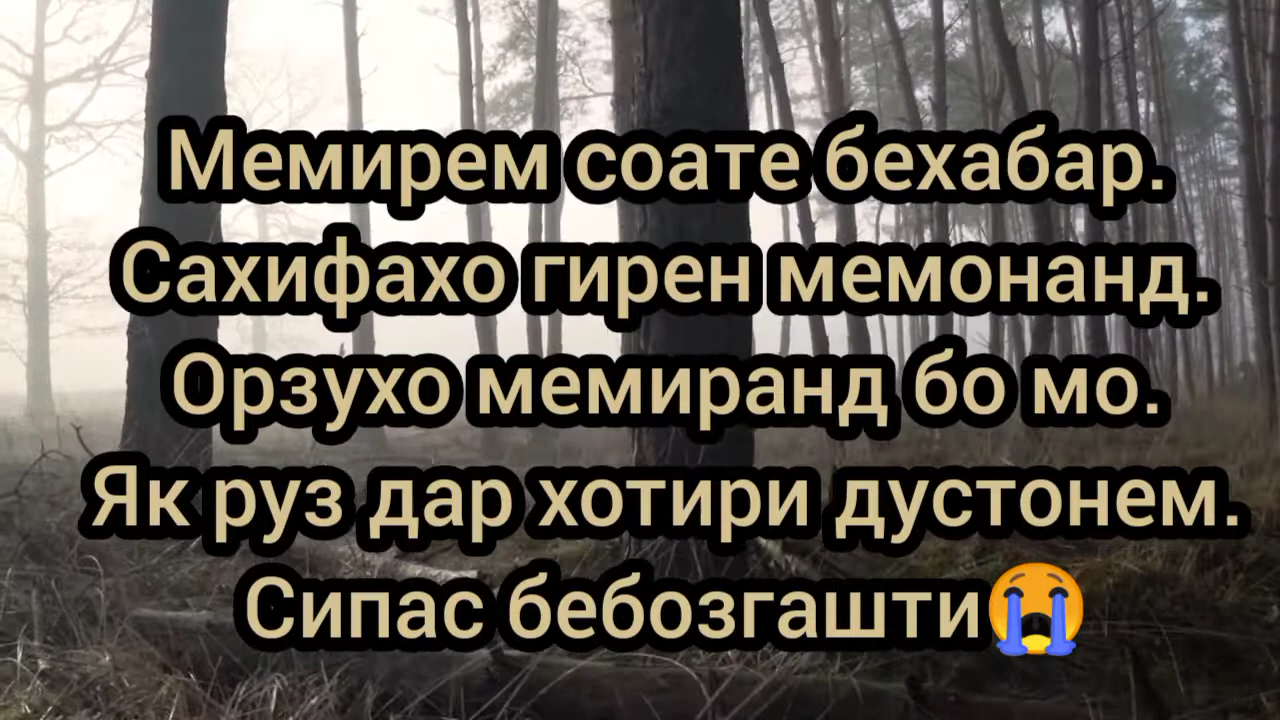 Мемирем соате бехабар.
Сахифахо гирен мемонанд.
Орзухо мемиранд бо мо.
Як руз дар хотири дустонем.
Сипас бебозгашти😭